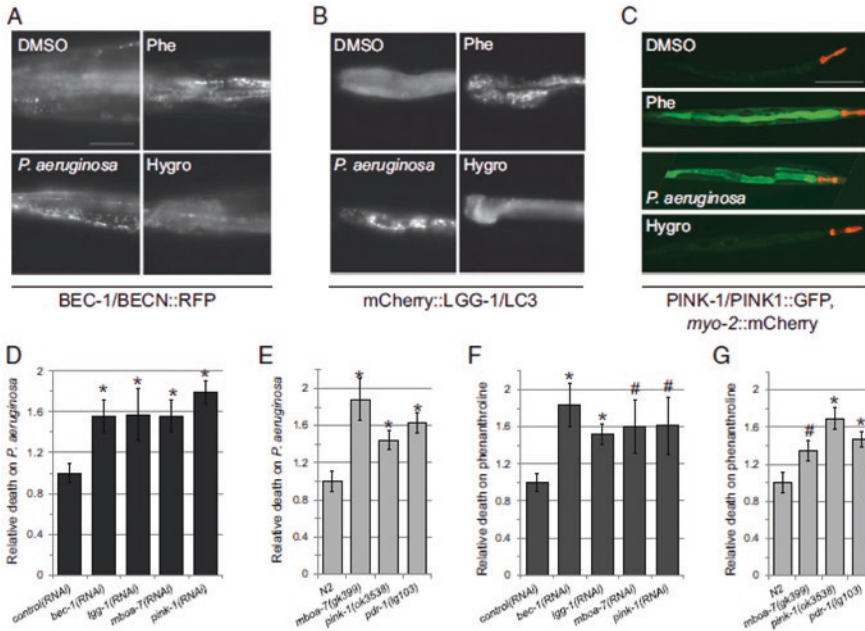 A
B
C
DMSO
Phe
P. aeruginosa
Hygro
BEC-1/BECN::RFP
DMSO
Phe
P. aeruginosa
Hygro
mCherry::LGG-1/LC3
DMSO
Phe
P. aeruginosa
Hygro
PINK-1/PINK1::GFP,
myo-2::mCherry
D
E
F
G
Relative death on P. aeruginosa
2
1.6
1.2
0.8
0.4
0
* * * *
control(RNAi)
bec-1(RNAi)
lgg-1(RNAi)
mboa-7(RNAi)
pink-1(RNAi)
Relative death on P. aeruginosa
2
1.6
1.2
0.8
0.4
0
* * *
N2
mboa-7(gk399)
pink-1(ok3538)
pdr-1(lg103)
Relative death on phenanthroline
2
1.6
1.2
0.8
0.4
0
* * # #
control(RNAi)
bec-1(RNAi)
lgg-1(RNAi)
mboa-7(RNAi)
pink-1(RNAi)
Relative death on phenanthroline
2
1.6
1.2
0.8
0.4
0
# * *
N2
mboa-7(gk399)
pink-1(ok3538)
pdr-1(lg103)